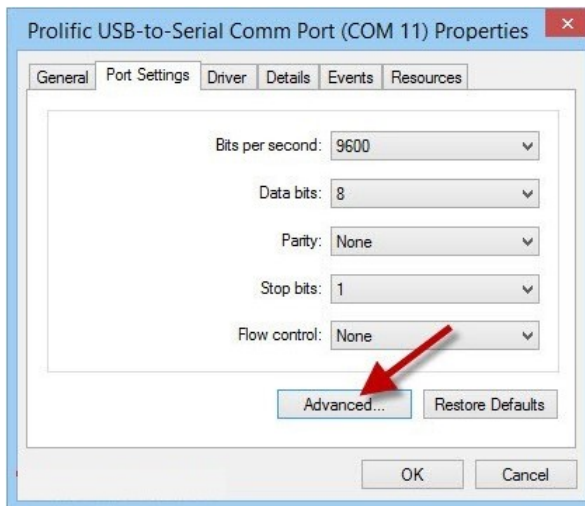 Prolific USB-to-Serial Comm Port (COM 11) Properties
General Port Settings Driver Details Events Resources
Bits per second: 9600
Data bits: 8
Parity: None
Stop bits: 1
Flow control: None
Advanced... Restore Defaults
OK Cancel